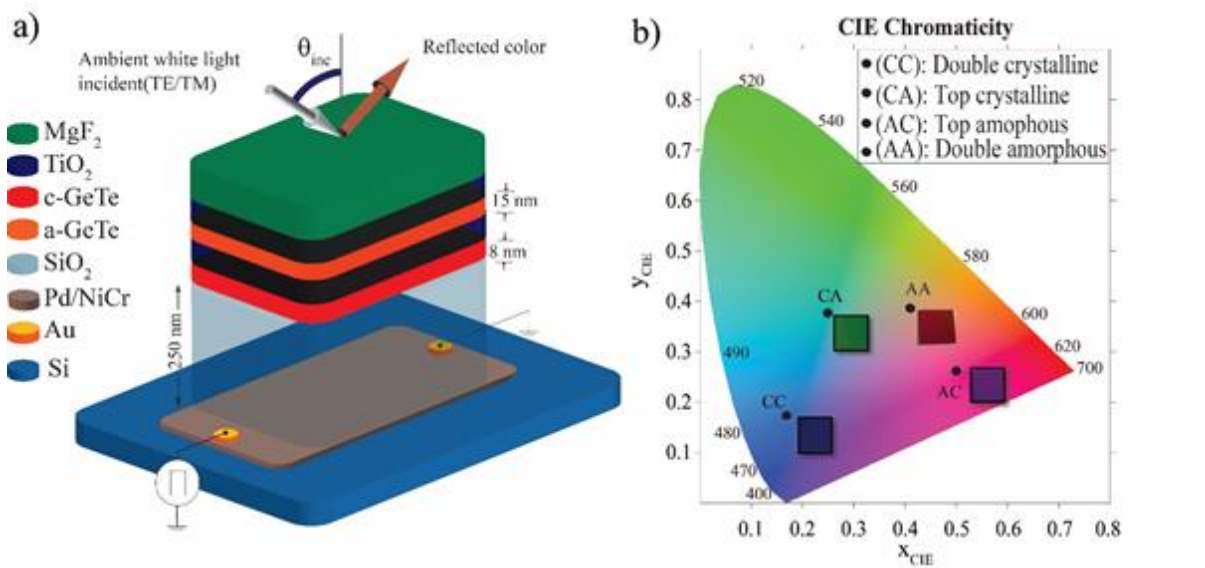 a)
Ambient white light
incident(TE/TM)
θinc
Reflected color
MgF2
TiO2
c-GeTe
a-GeTe
SiO2
Pd/NiCr
Au
Si
15 nm
8 nm
250 nm
b)
CIE Chromaticity
(CC): Double crystalline
(CA): Top crystalline
(AC): Top amophous
(AA): Double amorphous
520
540
560
580
600
620
700
490
480
470
400
CA
AA
AC
CC
yCIE
0.8
0.7
0.6
0.5
0.4
0.3
0.2
0.1
0.1 0.2 0.3 0.4 0.5 0.6 0.7 0.8
xCIE